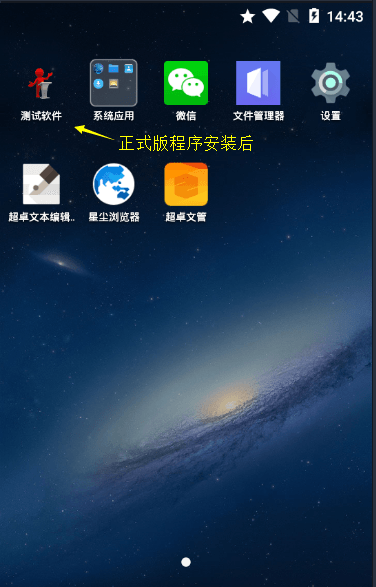 14:43
测试软件
系统应用
微信
文件管理器
设置
正式版程序安装后
超卓文本编辑..
星尘浏览器
超卓文管